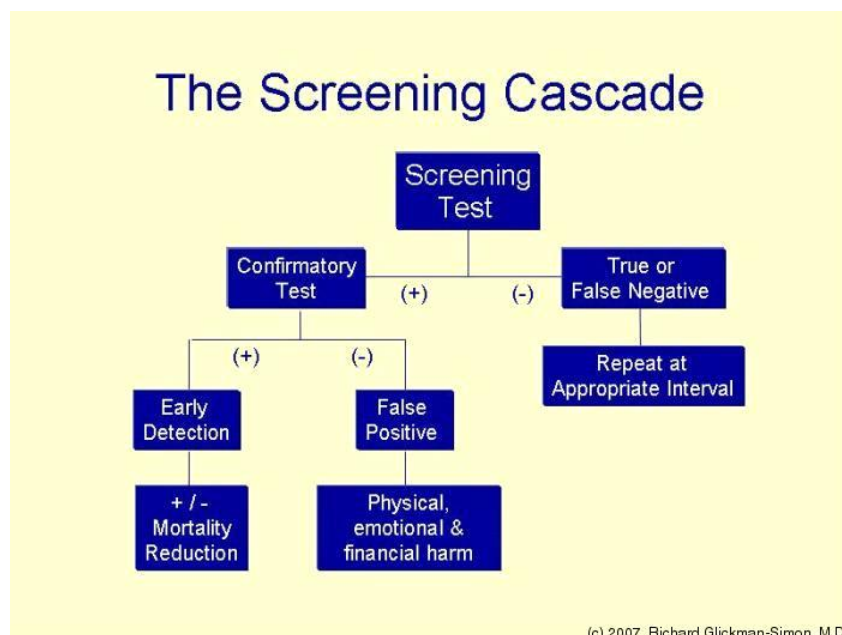 The Screening Cascade
Screening
Test
Confirmatory
Test
(+)
(-)
True or
False Negative
(+)
(-)
Repeat at
Appropriate Interval
Early
Detection
False
Positive
+ / -
Mortality
Reduction
Physical,
emotional &
financial harm
(c) 2007, Richard Glickman-Simon, M.D